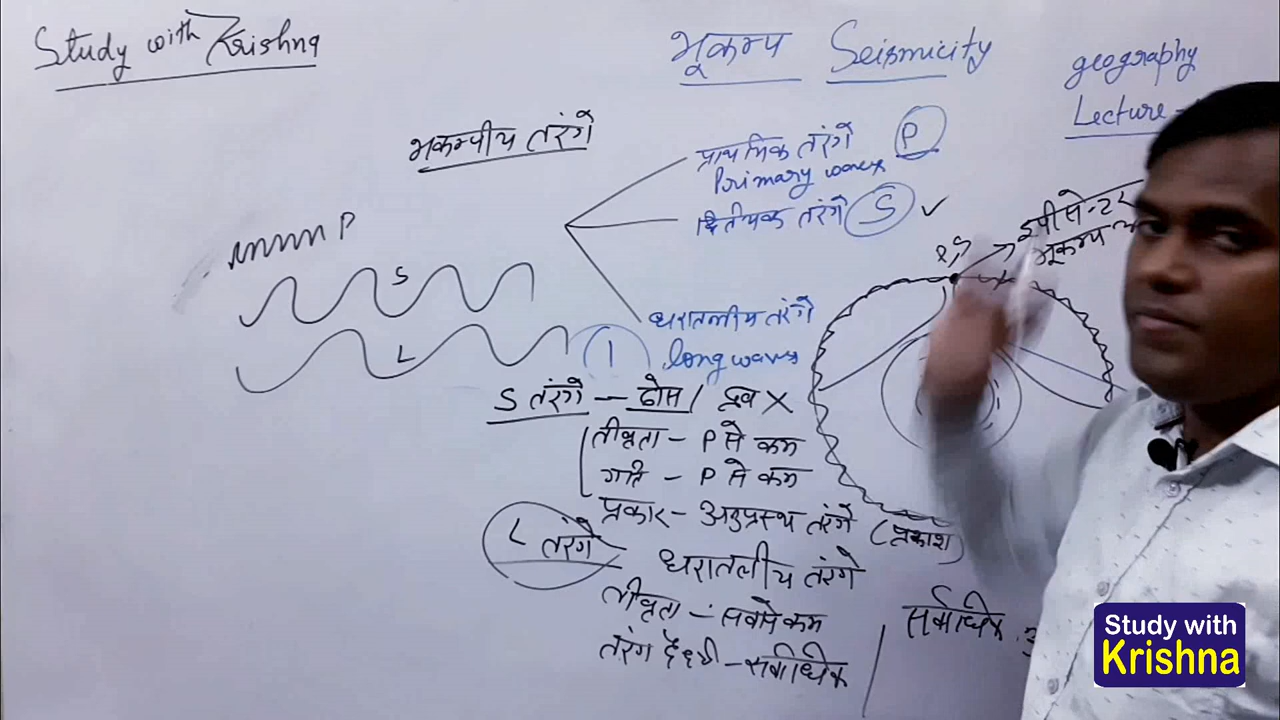 Study with Krishna
भूकम्प Seismicity
geography
Lecture -
भूकम्पीय तरंगे
प्राथमिक तरंगे P
Primary waves
द्वितीयक तरंगे S ✓
P
S
L
धरातलीय तरंगे
long waves
P, S
इपीसे
भूकम्प
S तरंगे — ठोस / द्रव X
तीव्रता - P से कम
गति - P से कम
प्रकार - अनुप्रस्थ तरंगे (प्रकाश)
L तरंगे
धरातलीय तरंगे
तीव्रता - सबसे कम
तरंग दैर्ध्य - सर्वाधिक
सर्वाधिक
Study with
Krishna